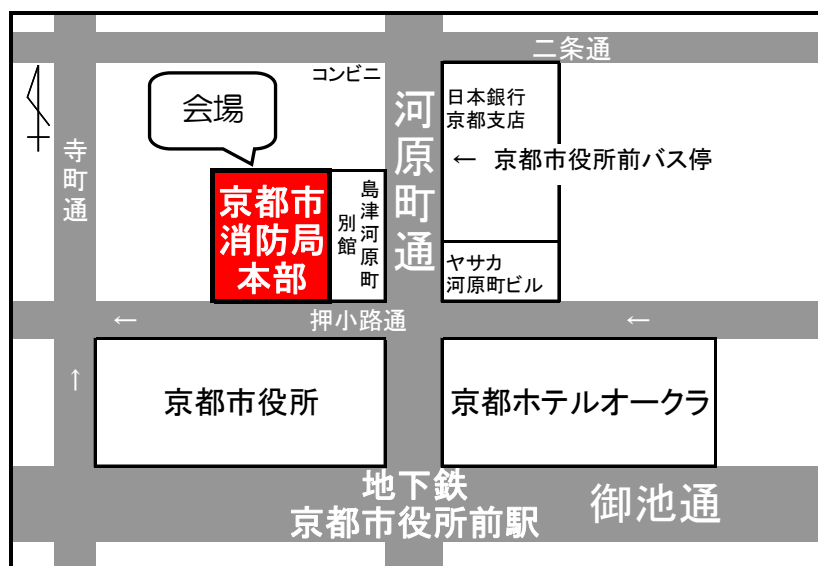 二条通
コンビニ
会場
河原町通
日本銀行
京都支店
← 京都市役所前バス停
寺町通
京都市
消防局
本部
島津河原町
別館
ヤサカ
河原町ビル
←
押小路通
←
↑
京都市役所
京都ホテルオークラ
地下鉄
京都市役所前駅
御池通